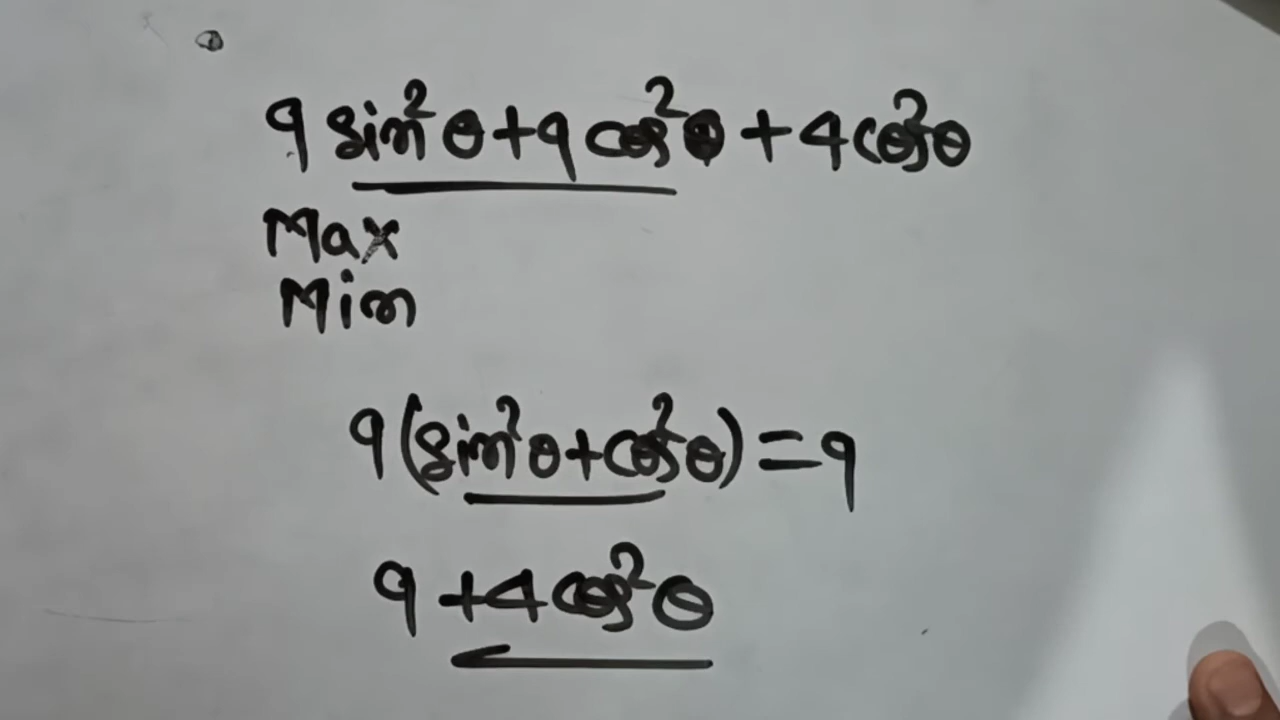 9 sin²θ + 9 cos²θ + 4 cos²θ
Max
Min
9 (sin²θ + cos²θ) = 9
9 + 4 cos²θ